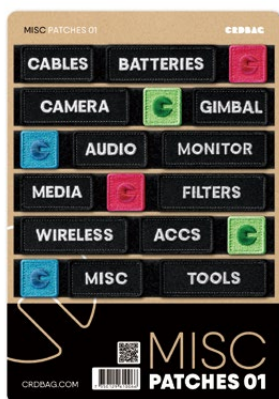 MISC PATCHES 01 CRDBAG
CABLES BATTERIES
CAMERA GIMBAL
AUDIO MONITOR
MEDIA FILTERS
WIRELESS ACCS
MISC TOOLS
MISC
CRDBAG.COM PATCHES 01